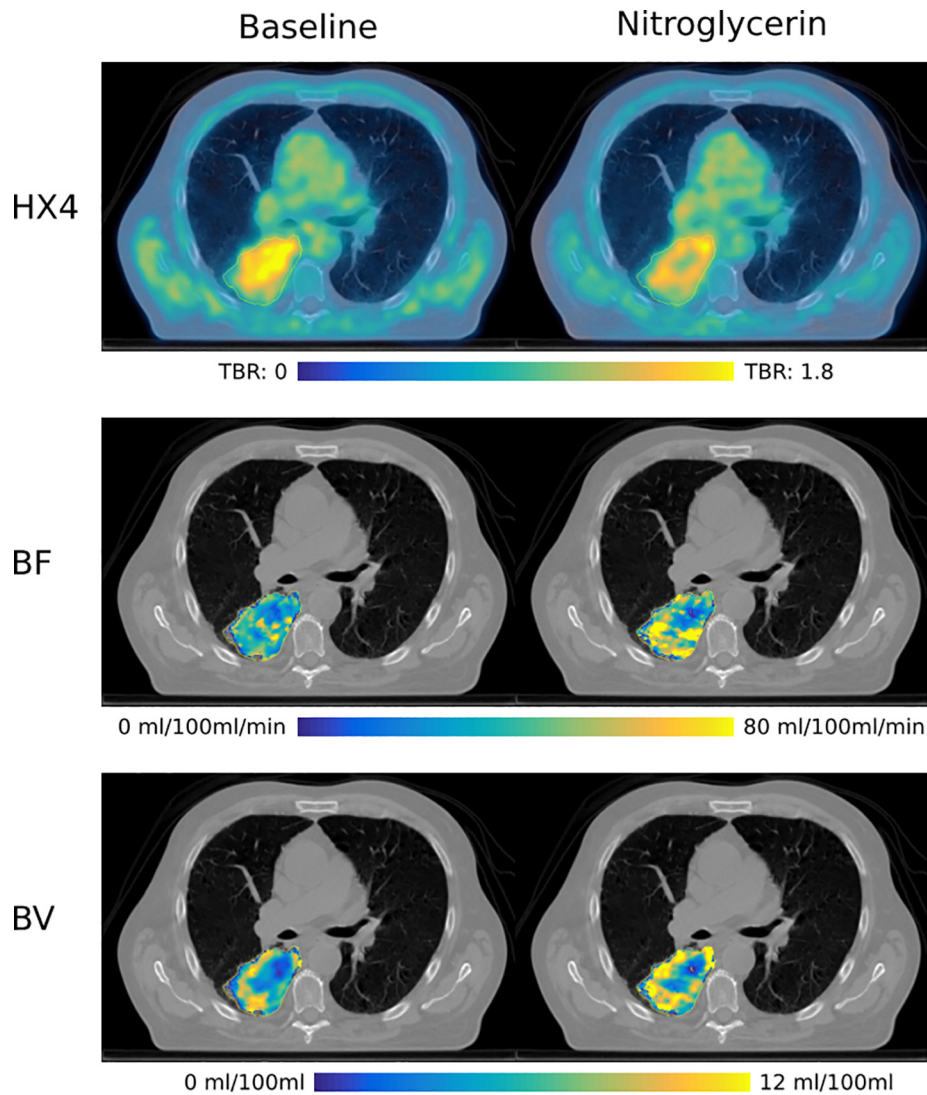 Baseline
Nitroglycerin
HX4
TBR: 0
TBR: 1.8
BF
0 ml/100ml/min
80 ml/100ml/min
BV
0 ml/100ml
12 ml/100ml